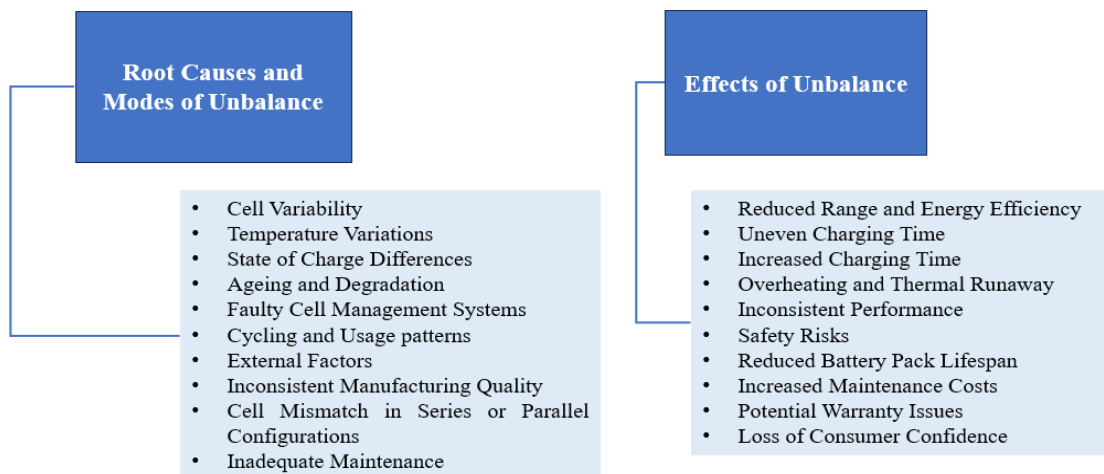 Root Causes and
Modes of Unbalance
• Cell Variability
• Temperature Variations
• State of Charge Differences
• Ageing and Degradation
• Faulty Cell Management Systems
• Cycling and Usage patterns
• External Factors
• Inconsistent Manufacturing Quality
• Cell Mismatch in Series or Parallel
Configurations
• Inadequate Maintenance
Effects of Unbalance
• Reduced Range and Energy Efficiency
• Uneven Charging Time
• Increased Charging Time
• Overheating and Thermal Runaway
• Inconsistent Performance
• Safety Risks
• Reduced Battery Pack Lifespan
• Increased Maintenance Costs
• Potential Warranty Issues
• Loss of Consumer Confidence